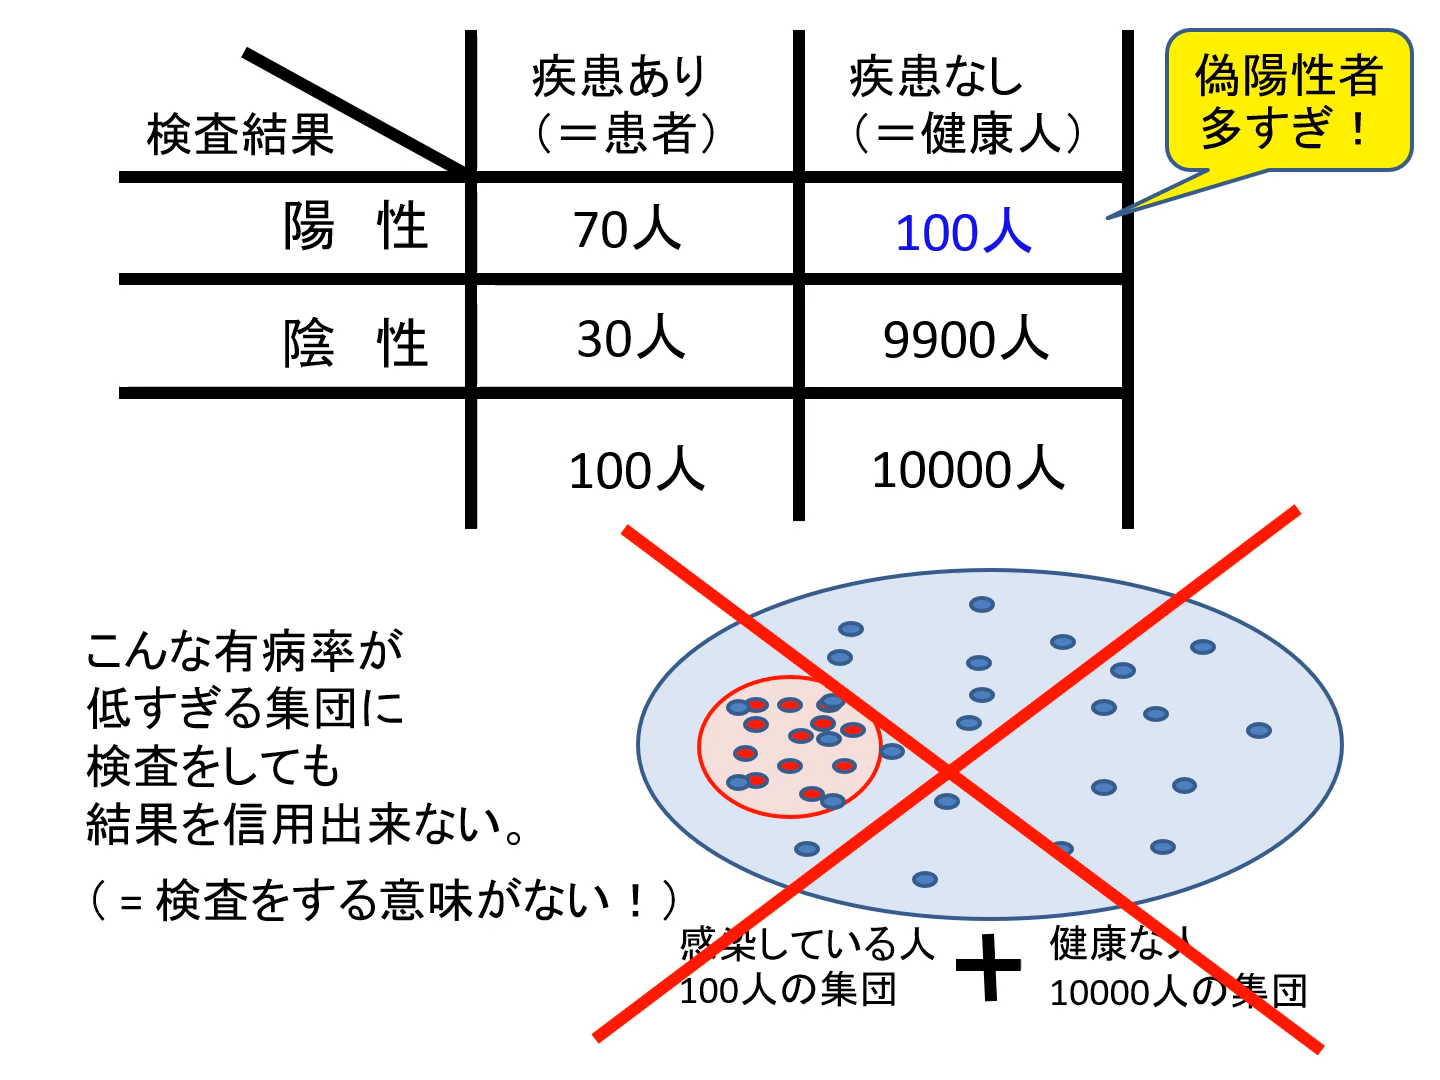 疾患あり
（＝患者）
疾患なし
（＝健康人）
偽陽性者
多すぎ！
検査結果
陽 性
70人
100人
陰 性
30人
9900人
100人
10000人
こんな有病率が
低すぎる集団に
検査をしても
結果を信用出来ない。
（ = 検査をする意味がない！）
感染している人
100人の集団
健康な人
10000人の集団